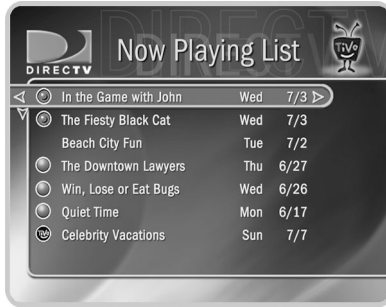 DIRECTV
Now Playing List
TiVo
DIRECTV
In the Game with John Wed 7/3
The Fiesty Black Cat Wed 7/3
Beach City Fun Tue 7/2
The Downtown Lawyers Thu 6/27
Win, Lose or Eat Bugs Wed 6/26
Quiet Time Mon 6/17
TiVo Celebrity Vacations Sun 7/7